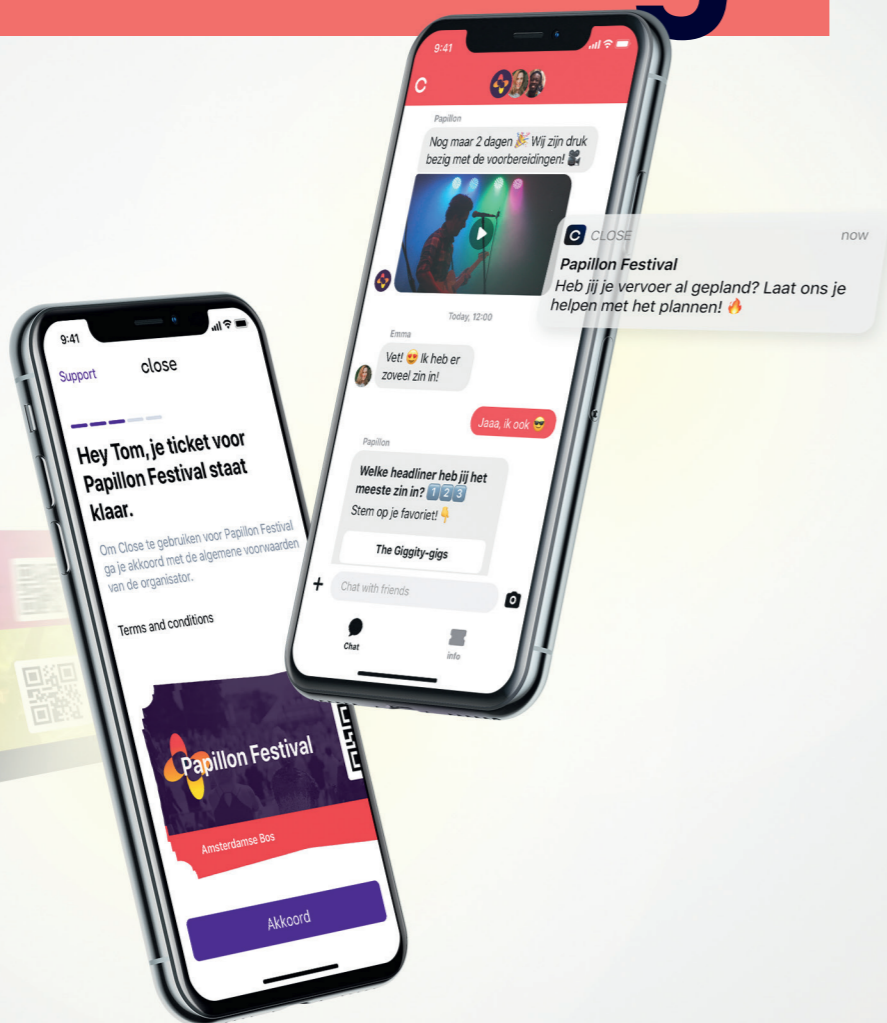 9:41
Papillon
Nog maar 2 dagen 🎉 Wij zijn druk
bezig met de voorbereidingen! 🎥
CLOSE
now
Papillon Festival
Heb jij je vervoer al gepland? Laat ons je
helpen met het plannen! 🔥
Today, 12:00
Emma
Vet! 😍 Ik heb er
zoveel zin in!
Jaaa, ik ook 😎
Papillon
Welke headliner heb jij het
meeste zin in? 1️⃣2️⃣3️⃣
Stem op je favoriet! 👇
The Giggity-gigs
Chat with friends
Chat
info
9:41
Support
close
Hey Tom, je ticket voor
Papillon Festival staat
klaar.
Om Close te gebruiken voor Papillon Festival
ga je akkoord met de algemene voorwaarden
van de organisator.
Terms and conditions
Papillon Festival
Amsterdamse Bos
Akkoord